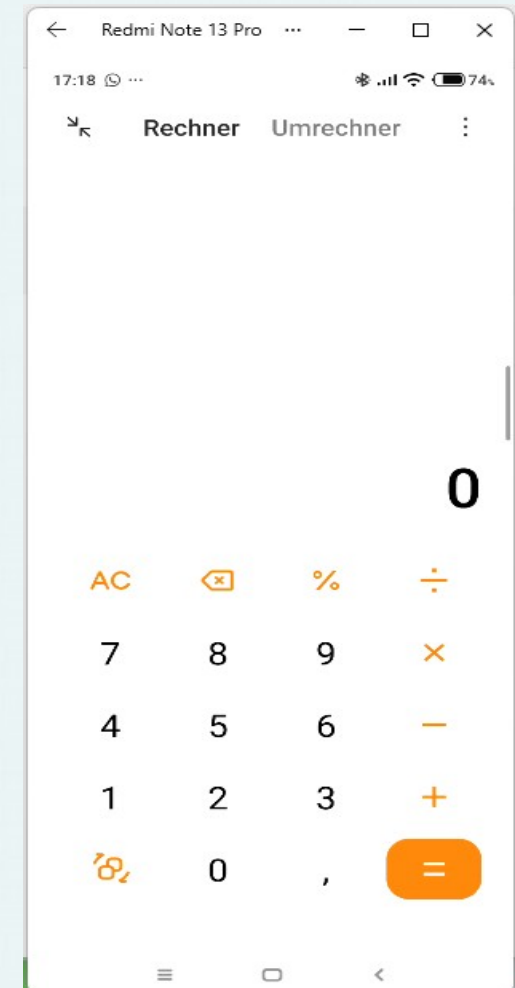 Redmi Note 13 Pro ...
17:18 ... 74%
Rechner Umrechner
0
AC % ÷
7 8 9 ×
4 5 6 −
1 2 3 +
0 , =